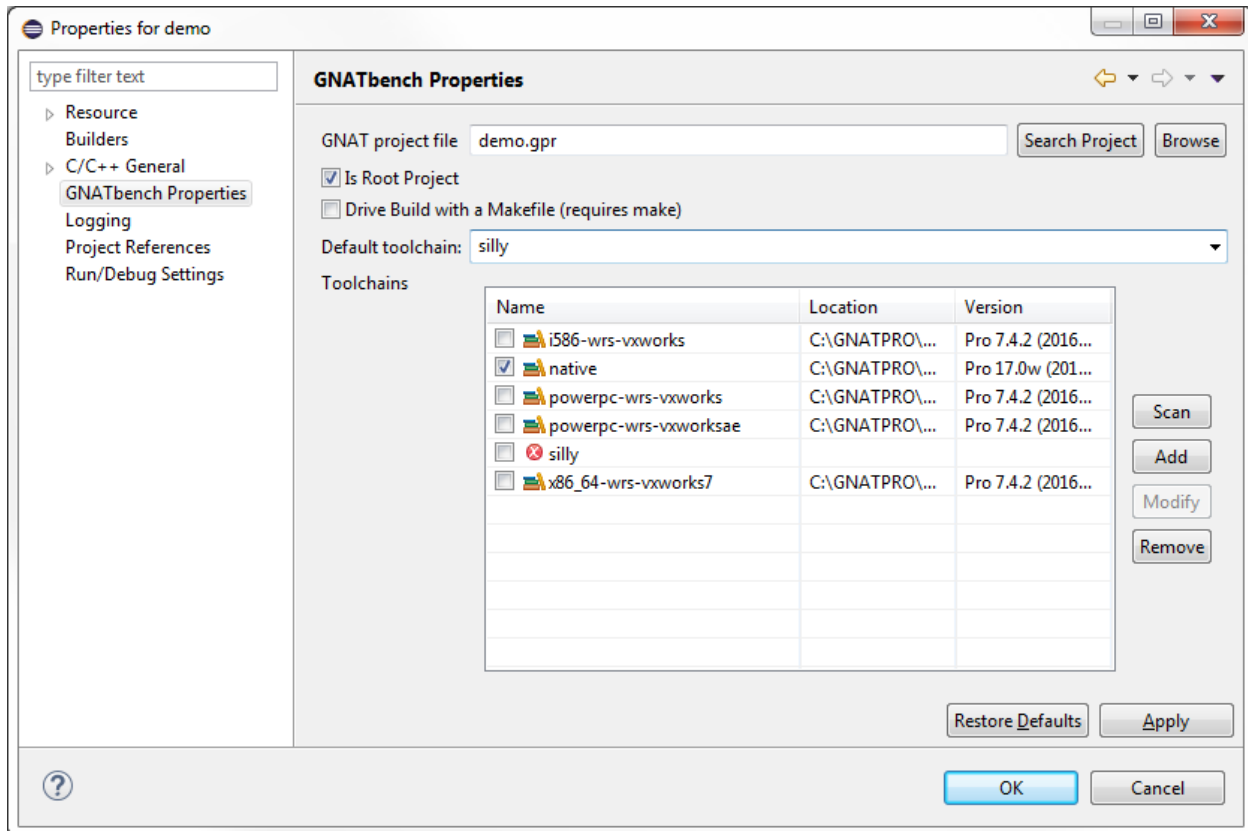 Properties for demo
type filter text
Resource
Builders
C/C++ General
GNATbench Properties
Logging
Project References
Run/Debug Settings
GNATbench Properties
GNAT project file demo.gpr Search Project Browse
Is Root Project
Drive Build with a Makefile (requires make)
Default toolchain: silly
Toolchains
Name Location Version
i586-wrs-vxworks C:\GNATPRO\... Pro 7.4.2 (2016...
native C:\GNATPRO\... Pro 17.0w (201...
powerpc-wrs-vxworks C:\GNATPRO\... Pro 7.4.2 (2016...
powerpc-wrs-vxworksae C:\GNATPRO\... Pro 7.4.2 (2016...
silly
x86_64-wrs-vxworks7 C:\GNATPRO\... Pro 7.4.2 (2016...
Scan
Add
Modify
Remove
Restore Defaults Apply
OK Cancel